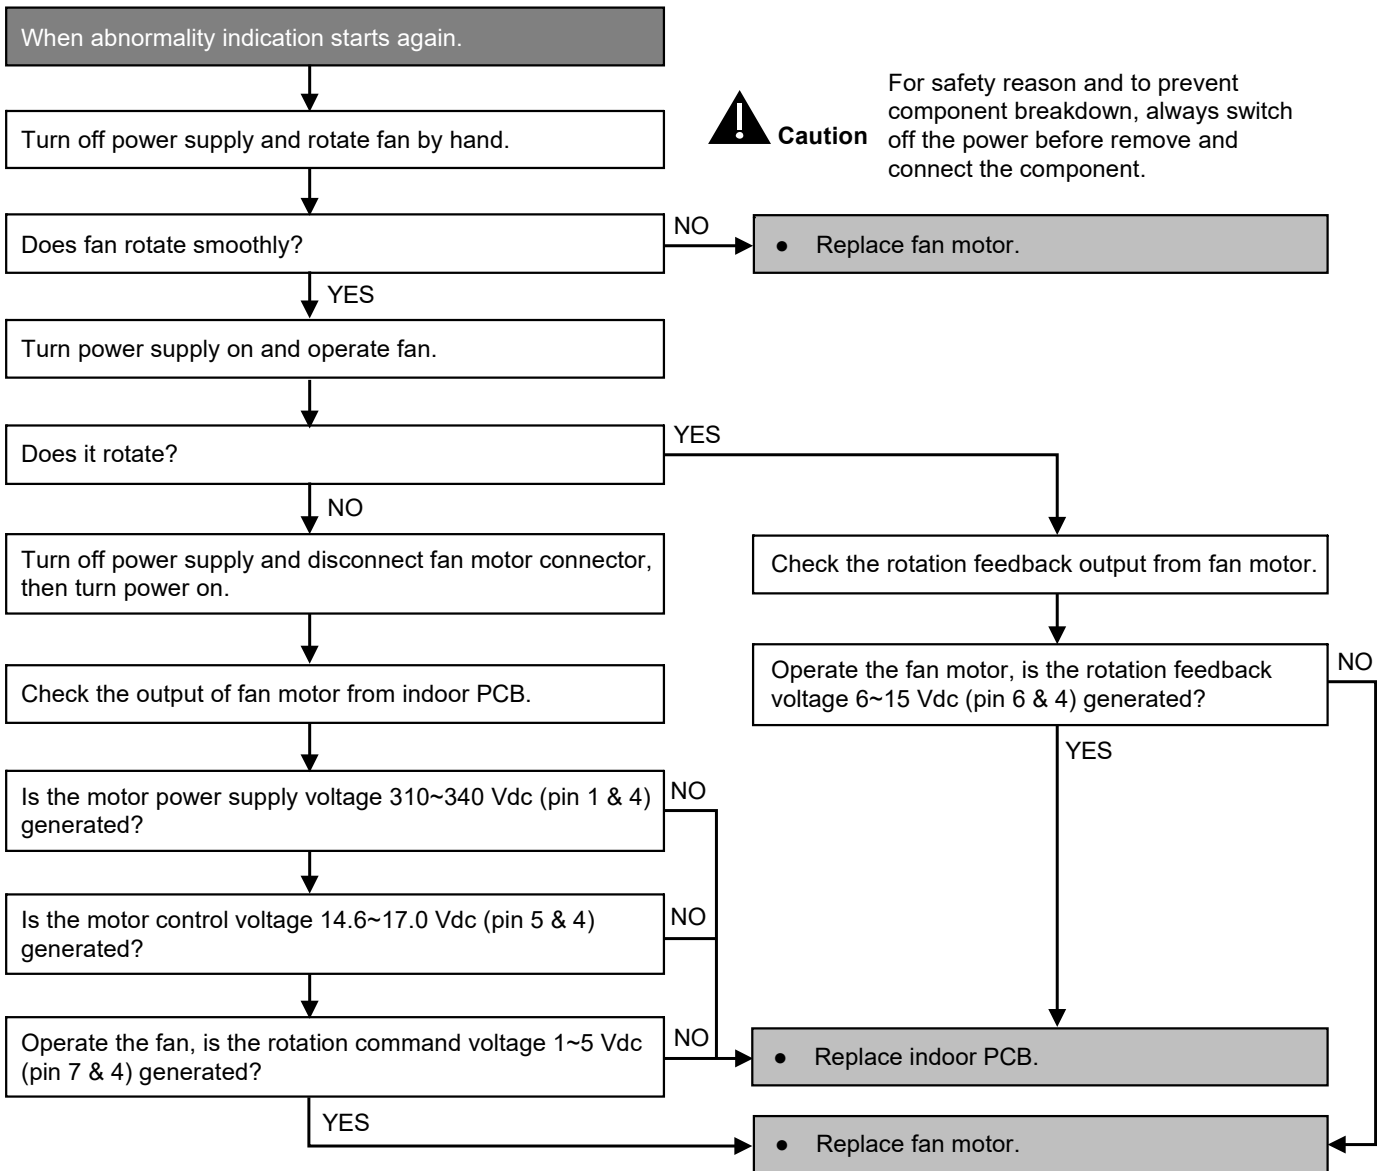 When abnormality indication starts again.
Turn off power supply and rotate fan by hand.
Caution
For safety reason and to prevent
component breakdown, always switch
off the power before remove and
connect the component.
Does fan rotate smoothly?
NO
● Replace fan motor.
YES
Turn power supply on and operate fan.
Does it rotate?
YES
NO
Turn off power supply and disconnect fan motor connector,
then turn power on.
Check the rotation feedback output from fan motor.
Check the output of fan motor from indoor PCB.
Operate the fan motor, is the rotation feedback
voltage 6~15 Vdc (pin 6 & 4) generated?
NO
YES
Is the motor power supply voltage 310~340 Vdc (pin 1 & 4)
generated?
NO
Is the motor control voltage 14.6~17.0 Vdc (pin 5 & 4)
generated?
NO
Operate the fan, is the rotation command voltage 1~5 Vdc
(pin 7 & 4) generated?
NO
● Replace indoor PCB.
YES
● Replace fan motor.